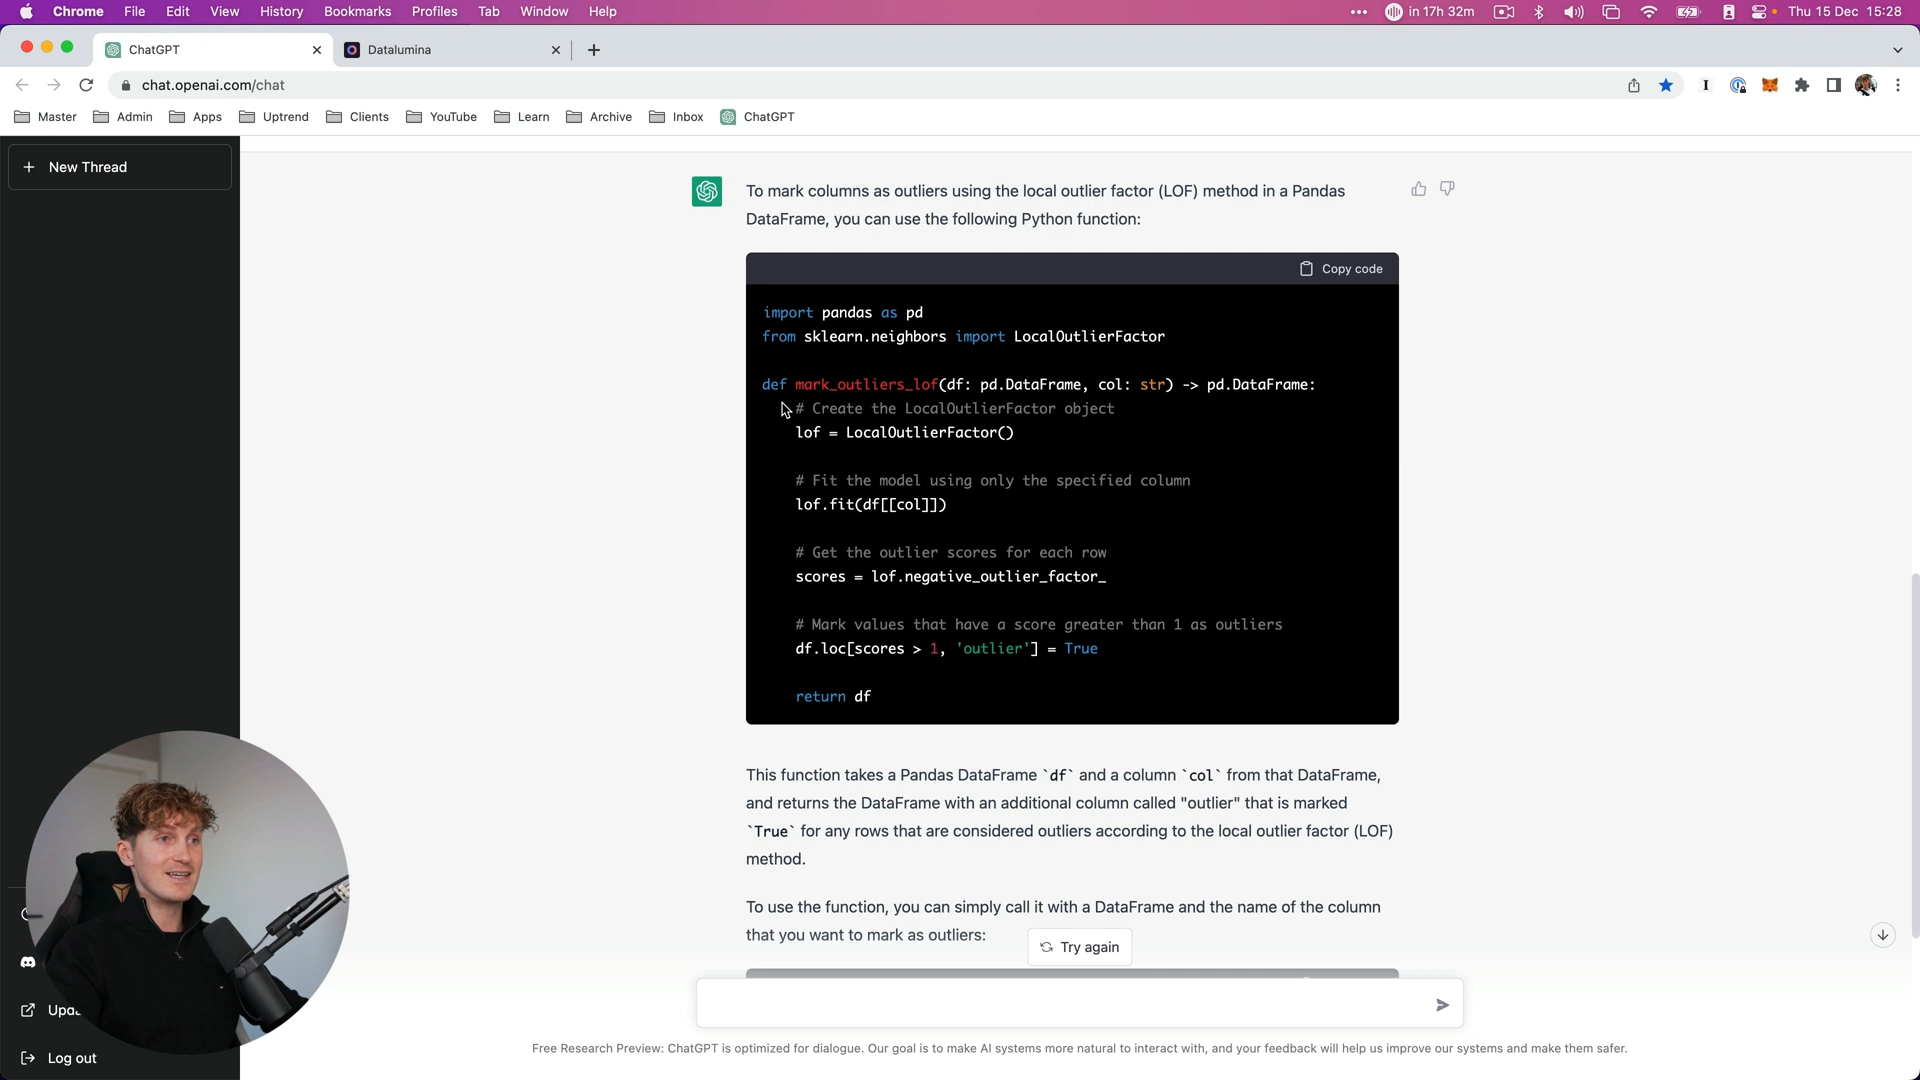 Chrome File Edit View History Bookmarks Profiles Tab Window Help
in 17h 32m
Thu 15 Dec 15:28
ChatGPT
Datalumina
chat.openai.com/chat
Master Admin Apps Uptrend Clients YouTube Learn Archive Inbox ChatGPT
+ New Thread
To mark columns as outliers using the local outlier factor (LOF) method in a Pandas
DataFrame, you can use the following Python function:
Copy code
import pandas as pd
from sklearn.neighbors import LocalOutlierFactor
def mark_outliers_lof(df: pd.DataFrame, col: str) -> pd.DataFrame:
# Create the LocalOutlierFactor object
lof = LocalOutlierFactor()
# Fit the model using only the specified column
lof.fit(df[[col]])
# Get the outlier scores for each row
scores = lof.negative_outlier_factor_
# Mark values that have a score greater than 1 as outliers
df.loc[scores > 1, 'outlier'] = True
return df
This function takes a Pandas DataFrame `df` and a column `col` from that DataFrame,
and returns the DataFrame with an additional column called "outlier" that is marked
`True` for any rows that are considered outliers according to the local outlier factor (LOF)
method.
To use the function, you can simply call it with a DataFrame and the name of the column
that you want to mark as outliers:
Try again
Log out
Free Research Preview: ChatGPT is optimized for dialogue. Our goal is to make AI systems more natural to interact with, and your feedback will help us improve our systems and make them safer.